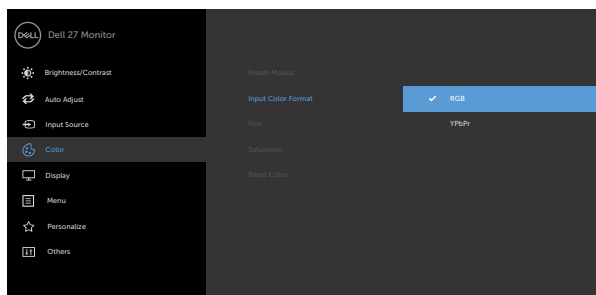 DELL Dell 27 Monitor
Brightness/Contrast
Auto Adjust
Input Source
Color
Display
Menu
Personalize
Others
Preset Modes
Input Color Format
Hue
Saturation
Reset Color
RGB
YPbPr